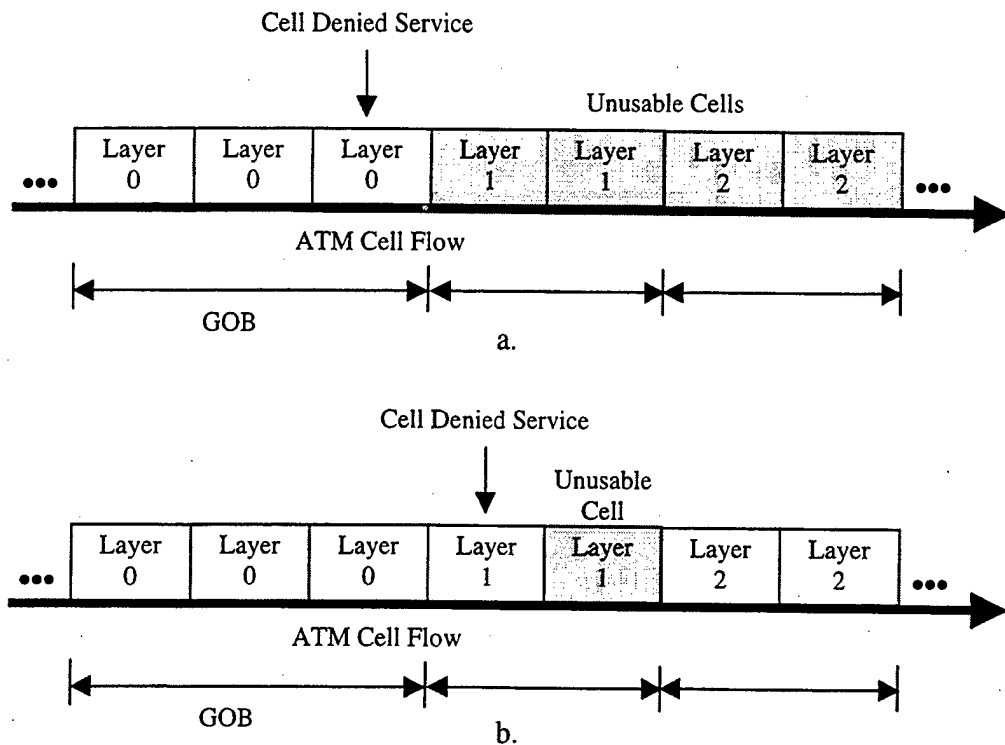 Cell Denied Service
Unusable Cells
Layer 0
Layer 0
Layer 0
Layer 1
Layer 1
Layer 2
Layer 2
ATM Cell Flow
GOB
a.
Cell Denied Service
Unusable
Cell
Layer 0
Layer 0
Layer 0
Layer 1
Layer 1
Layer 2
Layer 2
ATM Cell Flow
GOB
b.